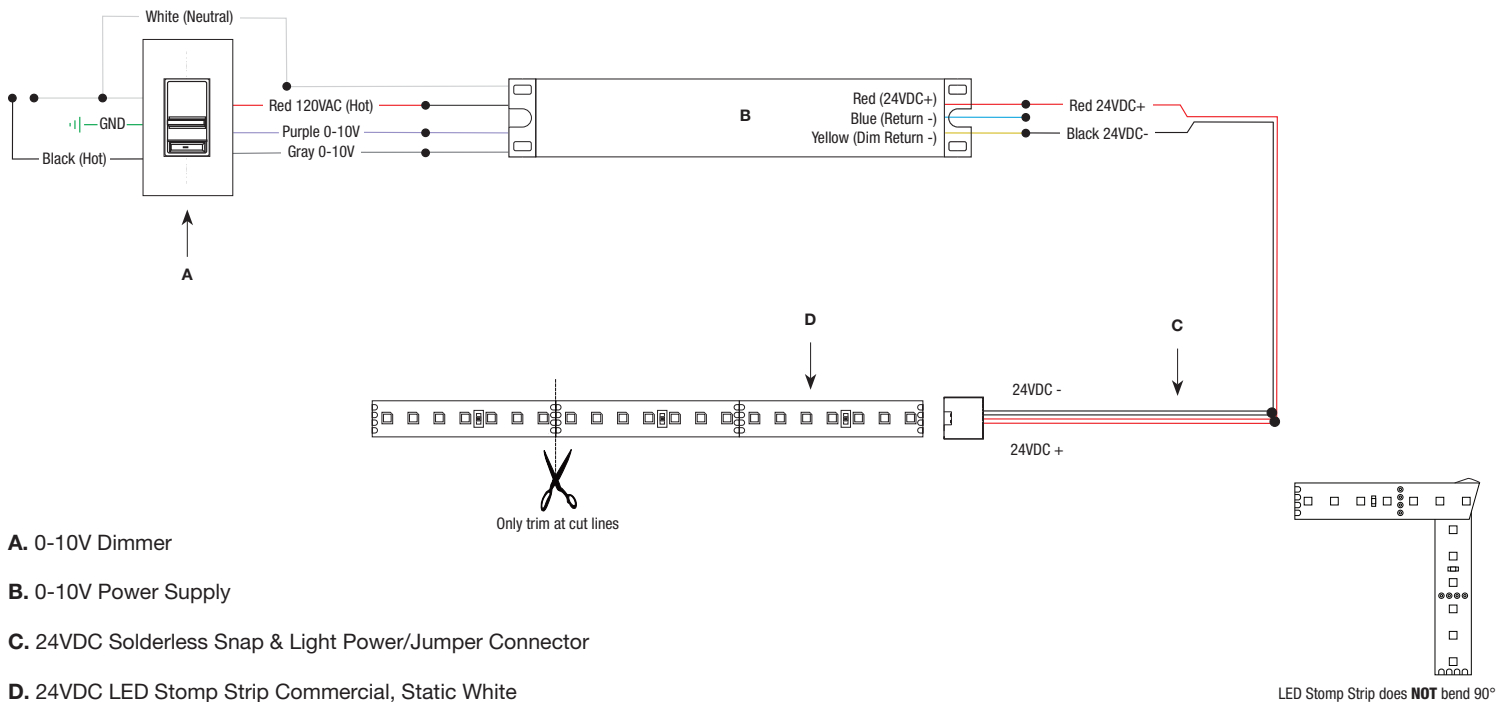 White (Neutral)
GND
Black (Hot)
Red 120VAC (Hot)
Purple 0-10V
Gray 0-10V
A
B
Red (24VDC+)
Blue (Return -)
Yellow (Dim Return -)
Red 24VDC+
Black 24VDC-
D
C
24VDC -
24VDC +
Only trim at cut lines
A. 0-10V Dimmer
B. 0-10V Power Supply
C. 24VDC Solderless Snap & Light Power/Jumper Connector
D. 24VDC LED Stomp Strip Commercial, Static White
LED Stomp Strip does NOT bend 90°